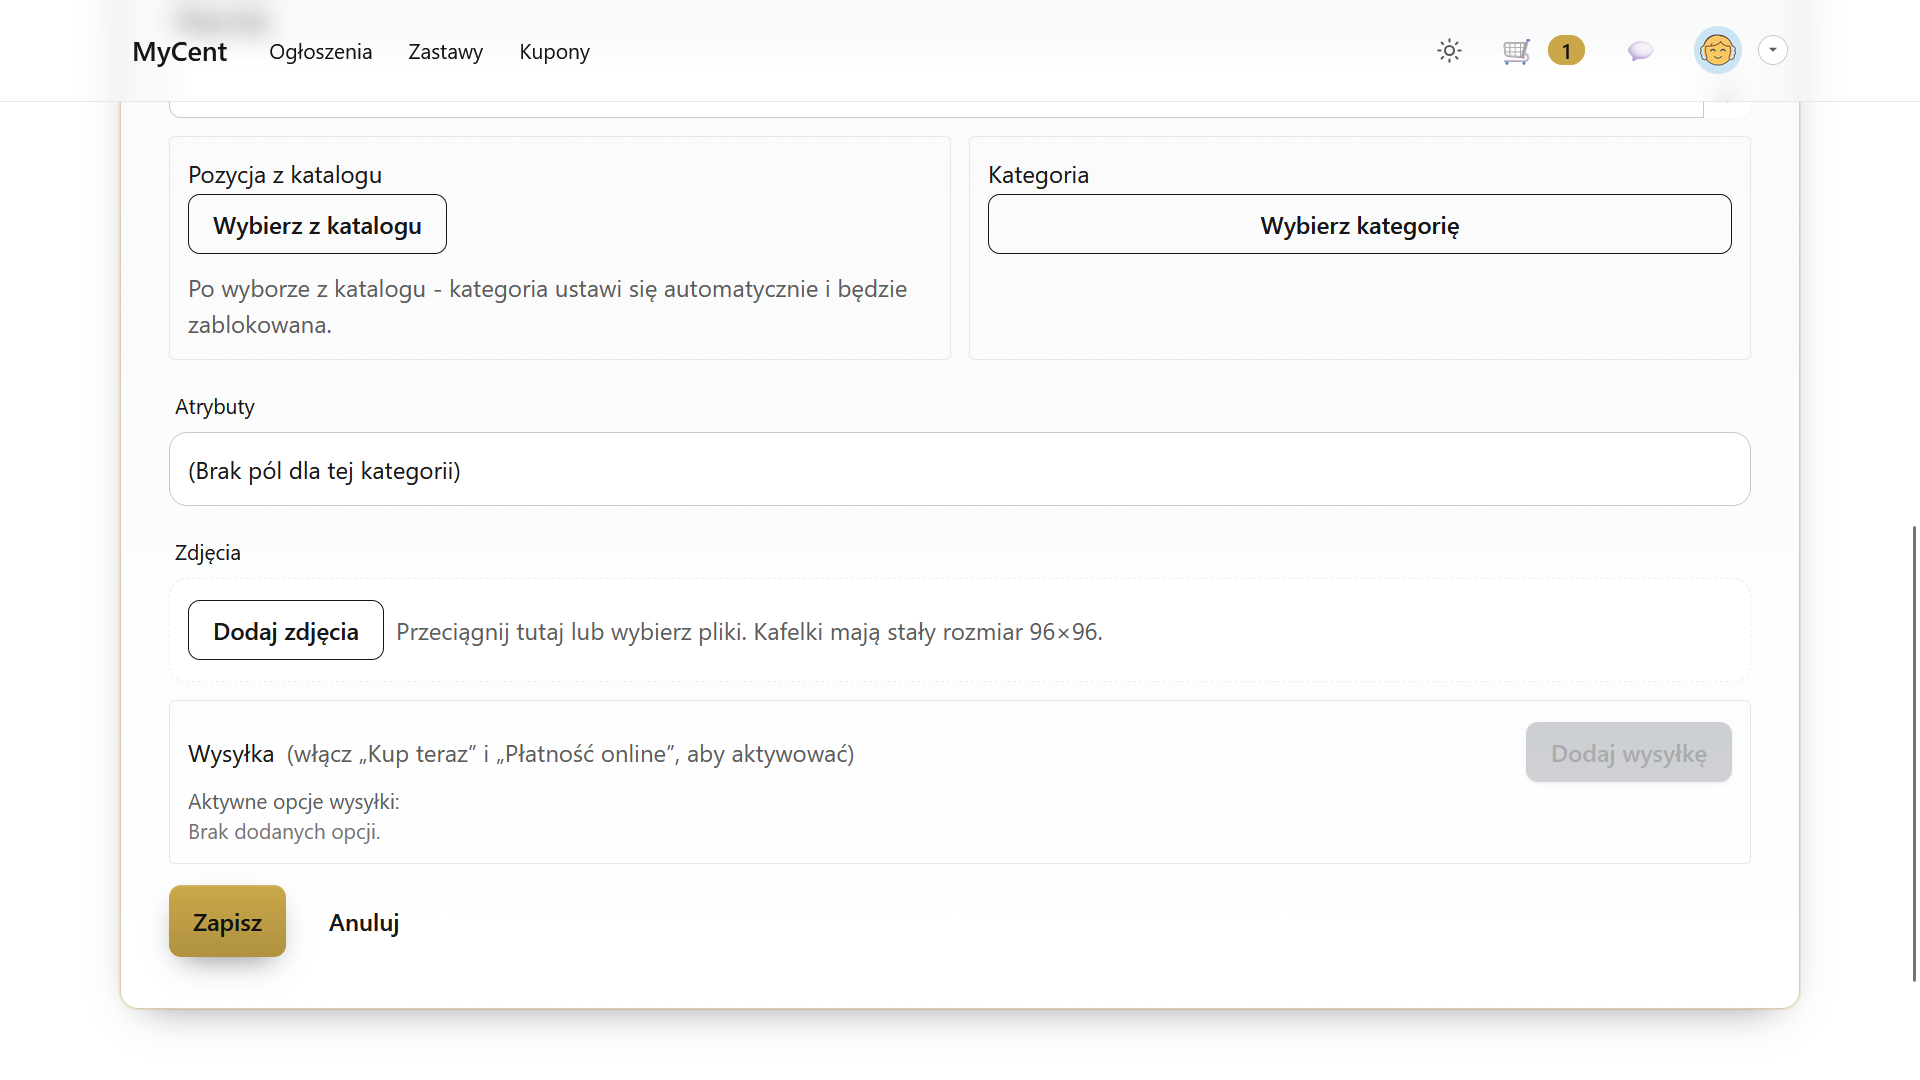 MyCent Ogłoszenia Zastawy Kupony 1
Pozycja z katalogu
Wybierz z katalogu
Po wyborze z katalogu - kategoria ustawi się automatycznie i będzie
zablokowana.
Kategoria
Wybierz kategorię
Atrybuty
(Brak pól dla tej kategorii)
Zdjęcia
Dodaj zdjęcia Przeciągnij tutaj lub wybierz pliki. Kafelki mają stały rozmiar 96×96.
Wysyłka (włącz „Kup teraz” i „Płatność online”, aby aktywować) Dodaj wysyłkę
Aktywne opcje wysyłki:
Brak dodanych opcji.
Zapisz Anuluj